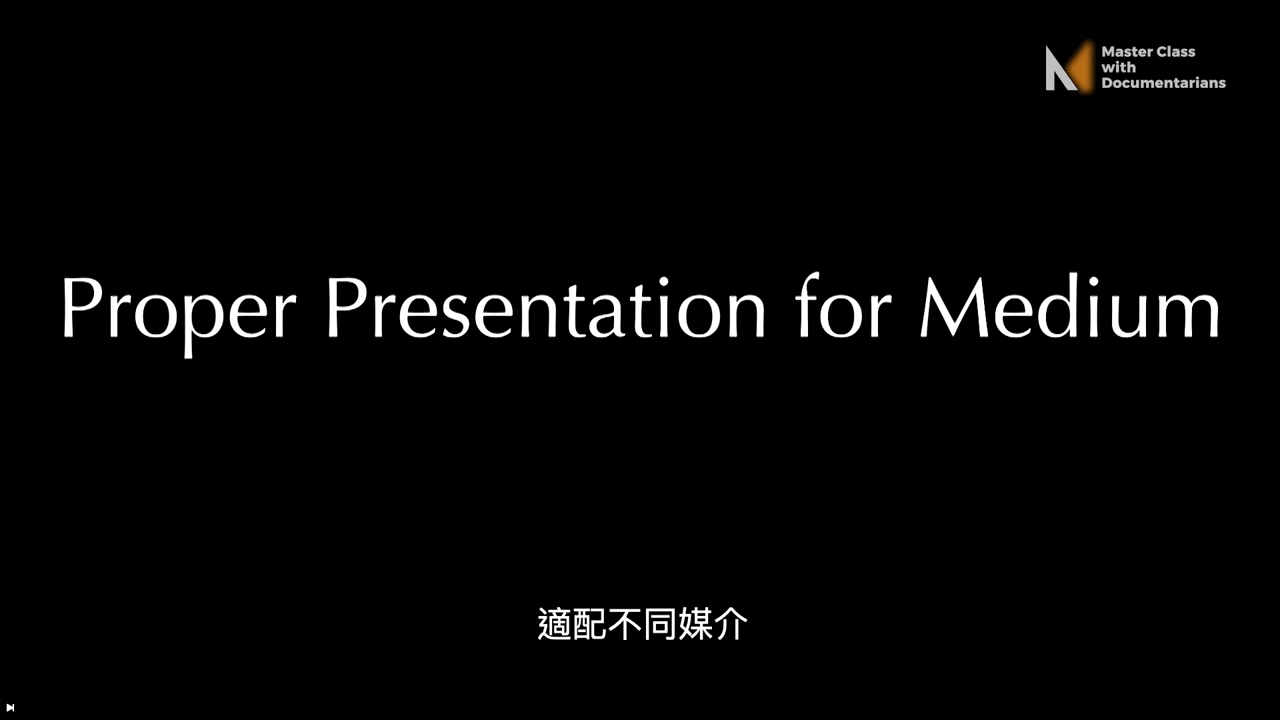 Master Class
with
Documentarians
Proper Presentation for Medium
適配不同媒介